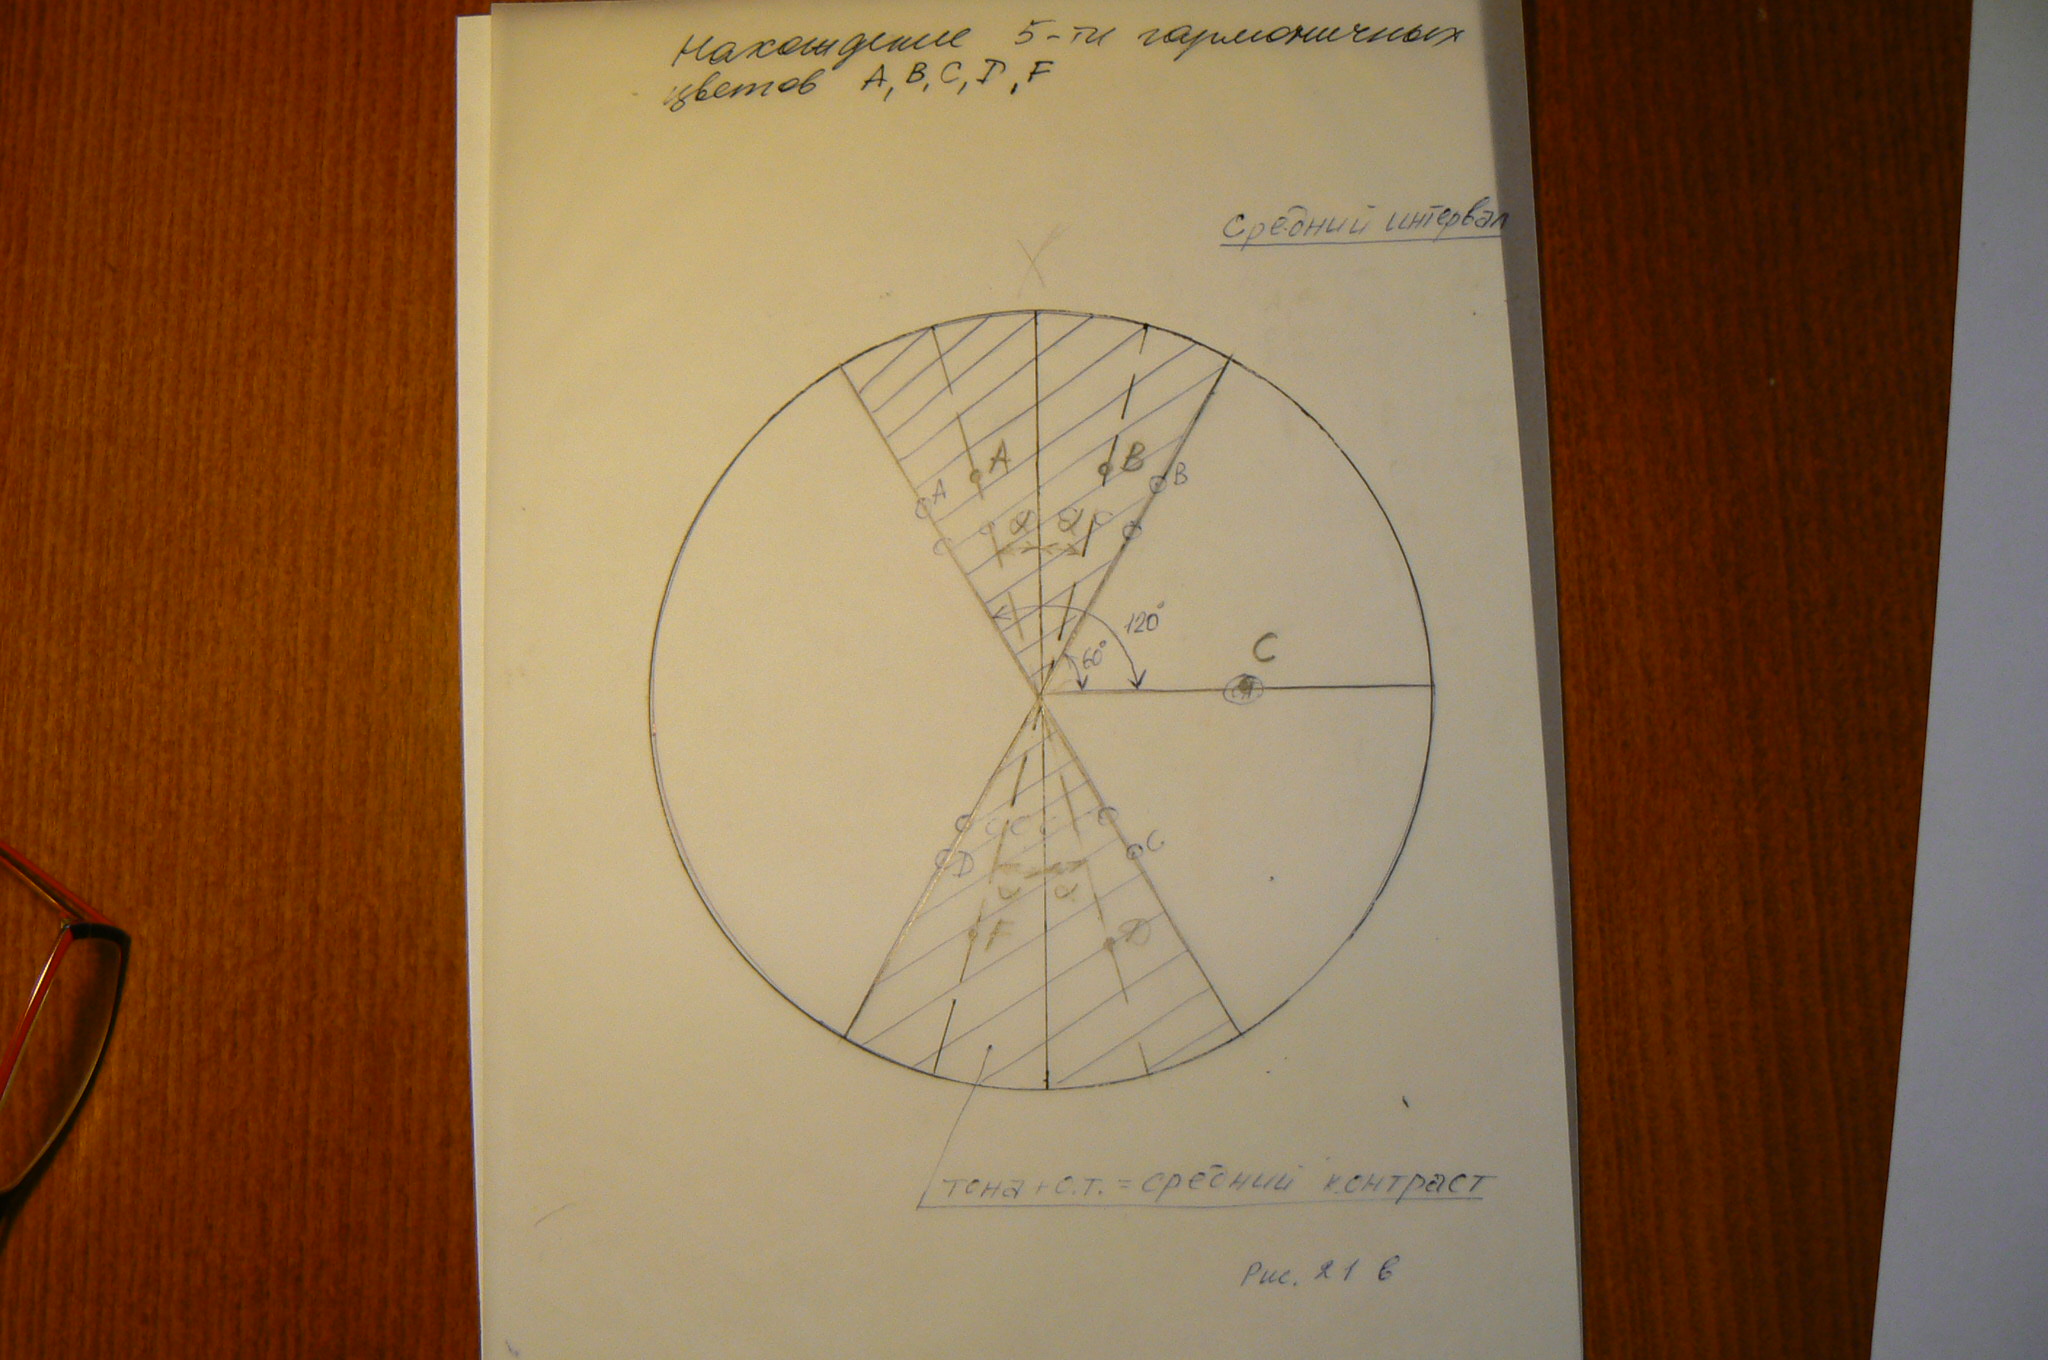 Нахождение 5-ти гармоничных
цветов A, B, C, D, F
Средний интервал
A
B
A
B
α α
120°
60°
C
D
C
α α
F
D
тона + о.т. = средний контраст
Рис. 21 в